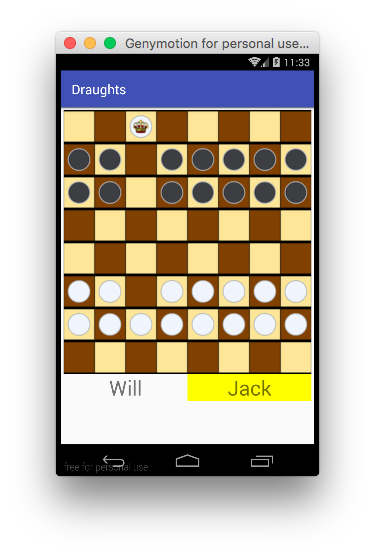 Genymotion for personal use...
11:33
Draughts
Will
Jack
free for personal use